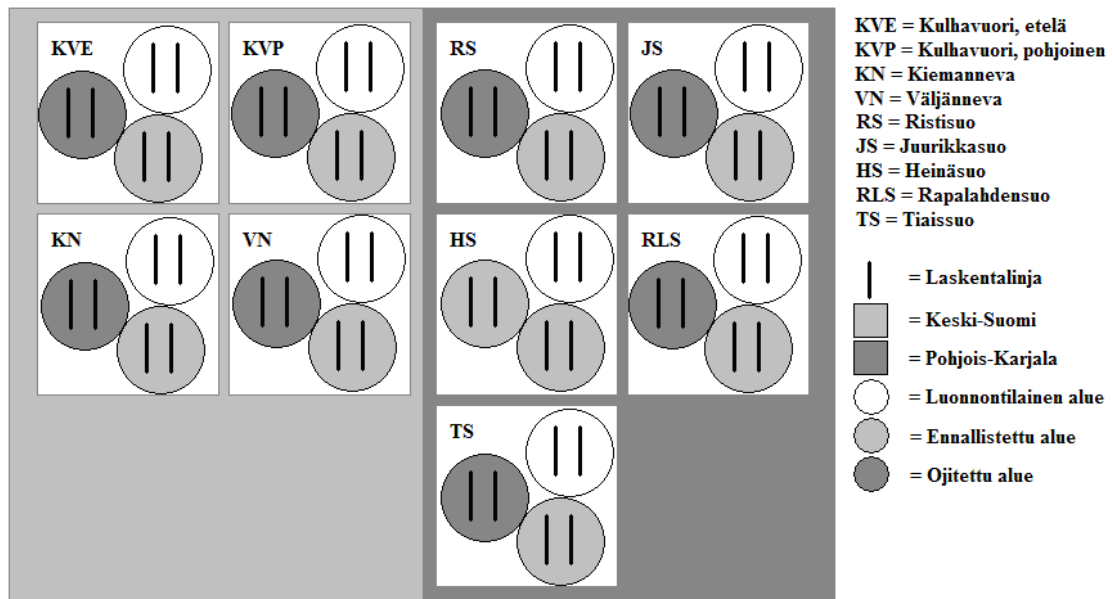 KVE
KVP
RS
JS
KN
VN
HS
RLS
TS
KVE = Kulhavuori, etelä
KVP = Kulhavuori, pohjoinen
KN = Kiemanneva
VN = Väljänneva
RS = Ristisuo
JS = Juurikkasuo
HS = Heinäsuo
RLS = Rapalahdensuo
TS = Tiaissuo
= Laskentalinja
= Keski-Suomi
= Pohjois-Karjala
= Luonnontilainen alue
= Ennallistettu alue
= Ojitettu alue